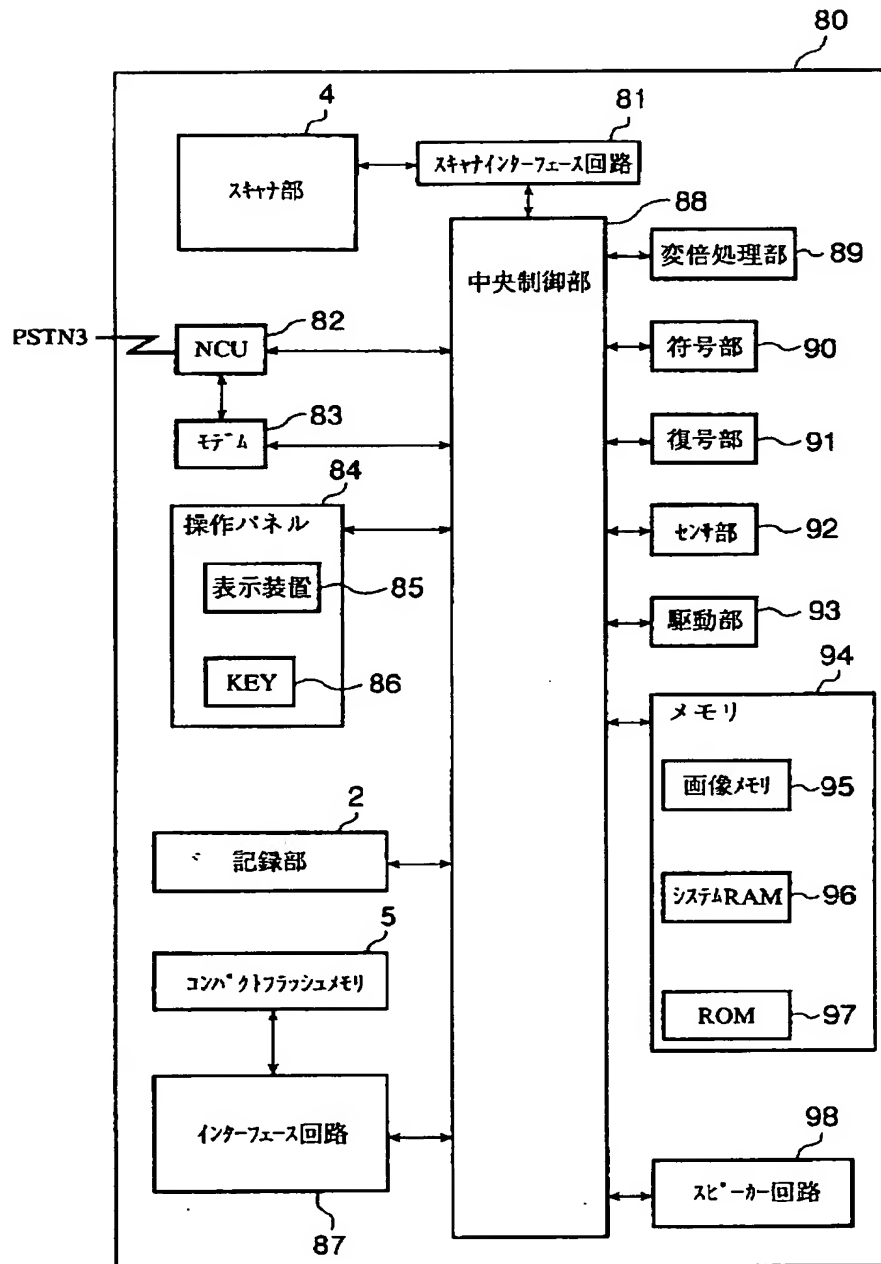 80
4
81
スキャナ部
スキャナインターフェース回路
88
中央制御部
変倍処理部
89
PSTN3
82
NCU
符号部
90
83
モデム
復号部
91
84
操作パネル
センサ部
92
表示装置
85
駆動部
93
KEY
86
94
メモリ
画像メモリ
95
2
記録部
システムRAM
96
5
コンパクトフラッシュメモリ
ROM
97
インターフェース回路
87
98
スピーカー回路